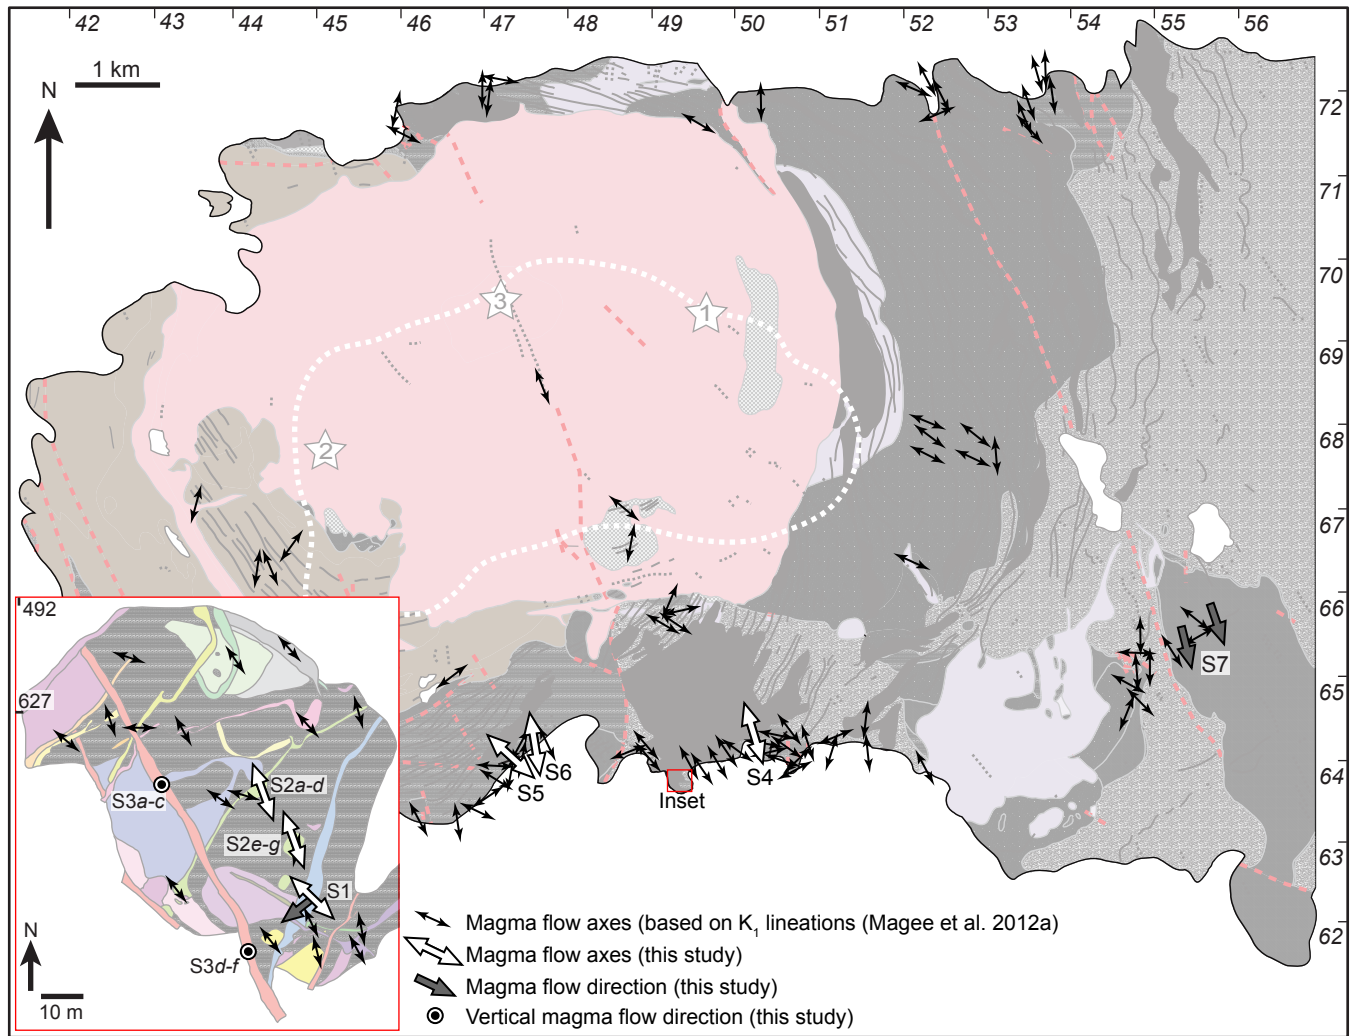 42 43 44 45 46 47 48 49 50 51 52 53 54 55 56
1 km
N
72
71
70
69
68
67
66
65
64
63
62
3
1
2
S7
S6
S5
S4
Inset
492
627
S2a-d
S3a-c
S2e-g
S1
S3d-f
N
10 m
Magma flow axes (based on K1 lineations (Magee et al. 2012a)
Magma flow axes (this study)
Magma flow direction (this study)
Vertical magma flow direction (this study)